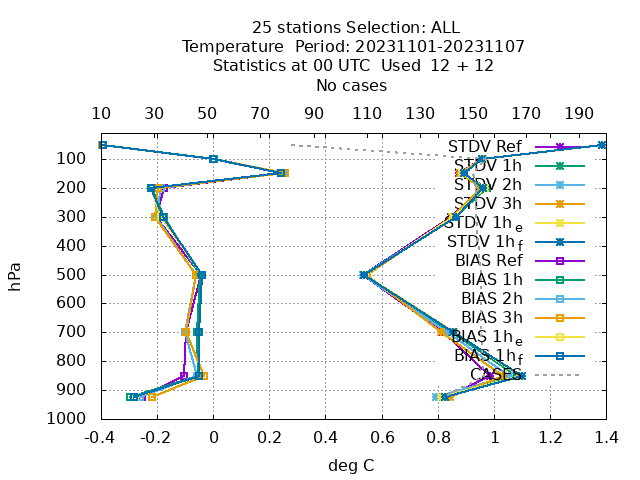 25 stations Selection: ALL
Temperature  Period: 20231101-20231107
Statistics at 00 UTC  Used  12 + 12
No cases
10 30 50 70 90 110 130 150 170 190
STDV Ref
100
STDV 1h
STDV 2h
200
STDV 3h
300
STDV 1h_e
STDV 1h_f
400
BIAS Ref
hPa
500
BIAS 1h
BIAS 2h
600
BIAS 3h
700
BIAS 1h_e
BIAS 1h_f
800
CASES
900
1000
-0.4 -0.2 0 0.2 0.4 0.6 0.8 1 1.2 1.4
deg C